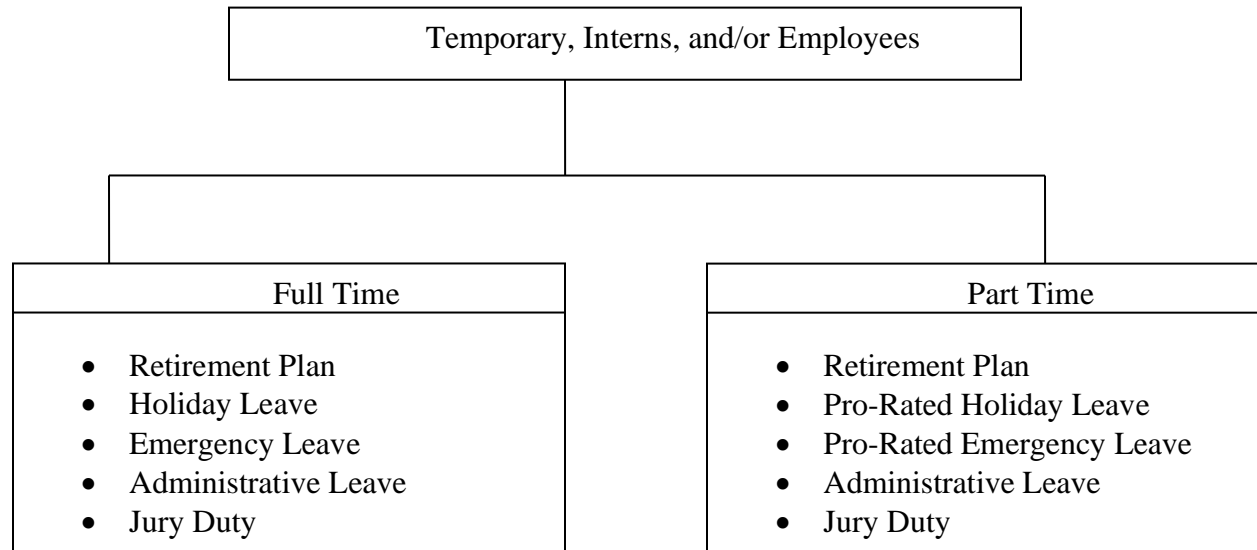 Temporary, Interns, and/or Employees
Full Time
• Retirement Plan
• Holiday Leave
• Emergency Leave
• Administrative Leave
• Jury Duty
Part Time
• Retirement Plan
• Pro-Rated Holiday Leave
• Pro-Rated Emergency Leave
• Administrative Leave
• Jury Duty